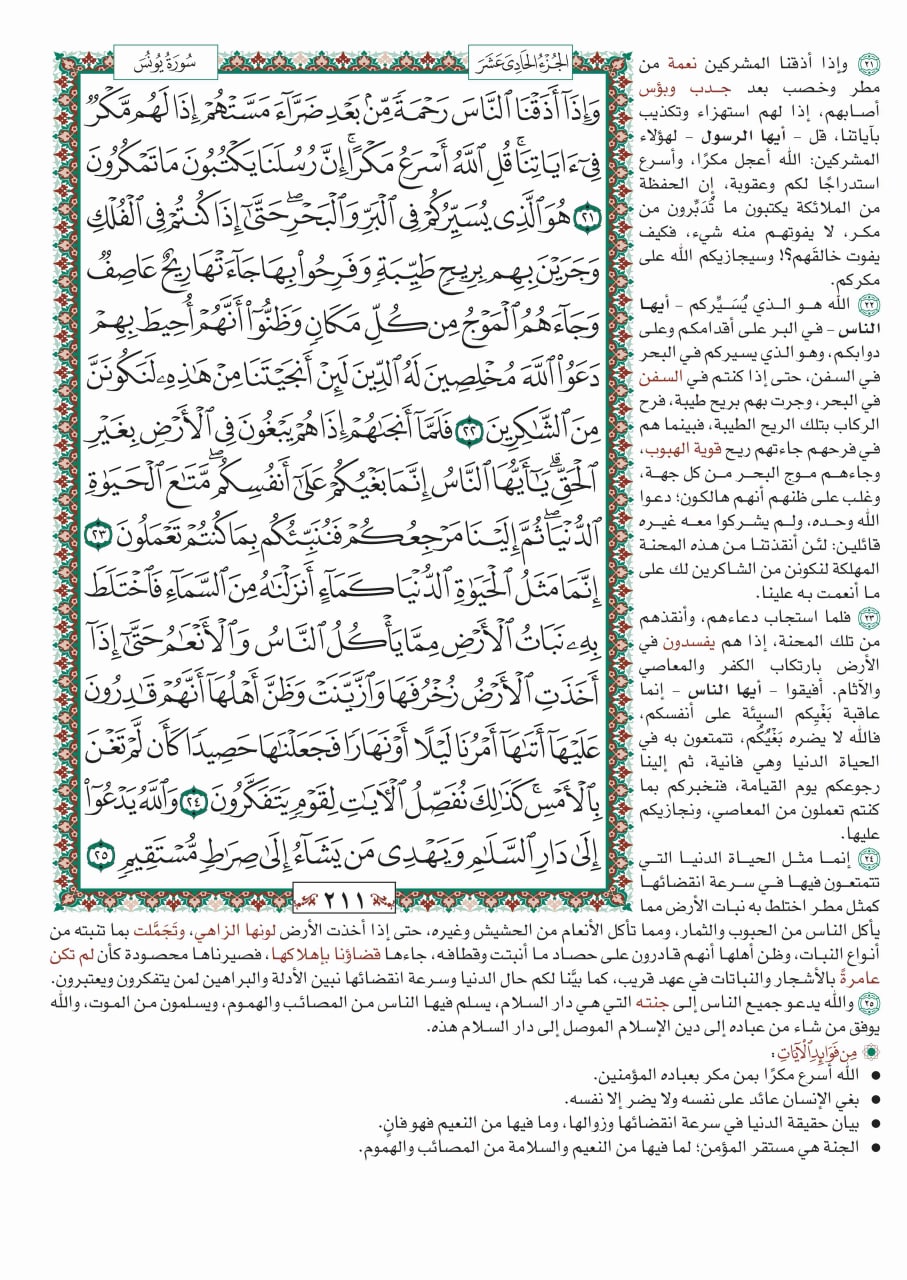 سُورَةُ يُونُسَ
الجُزْءُ الحَادِي عَشَرَ
وَإِذَآ أَذَقْنَا ٱلنَّاسَ رَحْمَةٗ مِّنۢ بَعْدِ ضَرَّآءَ مَسَّتْهُمْ إِذَا لَهُم مَّكْرٞ
فِيٓ ءَايَاتِنَاۚ قُلِ ٱللَّهُ أَسْرَعُ مَكْرًاۚ إِنَّ رُسُلَنَا يَكْتُبُونَ مَا تَمْكُرُونَ
٢١ هُوَ ٱلَّذِي يُسَيِّرُكُمْ فِي ٱلْبَرِّ وَٱلْبَحْرِۖ حَتَّىٰٓ إِذَا كُنتُمْ فِي ٱلْفُلْكِ
وَجَرَيْنَ بِهِم بِرِيحٖ طَيِّبَةٖ وَفَرِحُواْ بِهَا جَآءَتْهَا رِيحٌ عَاصِفٞ
وَجَآءَهُمُ ٱلْمَوْجُ مِن كُلِّ مَكَانٖ وَظَنُّوٓاْ أَنَّهُمْ أُحِيطَ بِهِمْ
دَعَوُاْ ٱللَّهَ مُخْلِصِينَ لَهُ ٱلدِّينَ لَئِنْ أَنجَيْتَنَا مِنْ هَٰذِهِۦ لَنَكُونَنَّ
مِنَ ٱلشَّٰكِرِينَ ٢٢ فَلَمَّآ أَنجَىٰهُمْ إِذَا هُمْ يَبْغُونَ فِي ٱلْأَرْضِ بِغَيْرِ
ٱلْحَقِّۗ يَٰٓأَيُّهَا ٱلنَّاسُ إِنَّمَا بَغْيُكُمْ عَلَىٰٓ أَنفُسِكُمۖ مَّتَٰعَ ٱلْحَيَوٰةِ
ٱلدُّنْيَاۖ ثُمَّ إِلَيْنَا مَرْجِعُكُمْ فَنُنَبِّئُكُم بِمَا كُنتُمْ تَعْمَلُونَ ٢٣
إِنَّمَا مَثَلُ ٱلْحَيَوٰةِ ٱلدُّنْيَا كَمَآءٍ أَنزَلْنَٰهُ مِنَ ٱلسَّمَآءِ فَٱخْتَلَطَ
بِهِۦ نَبَاتُ ٱلْأَرْضِ مِمَّا يَأْكُلُ ٱلنَّاسُ وَٱلْأَنْعَٰمُ حَتَّىٰٓ إِذَآ
أَخَذَتِ ٱلْأَرْضُ زُخْرُفَهَا وَٱزَّيَّنَتْ وَظَنَّ أَهْلُهَآ أَنَّهُمْ قَٰدِرُونَ
عَلَيْهَآ أَتَىٰهَآ أَمْرُنَا لَيْلًا أَوْ نَهَارٗا فَجَعَلْنَٰهَا حَصِيدٗا كَأَن لَّمْ تَغْنَ
بِٱلْأَمْسِۚ كَذَٰلِكَ نُفَصِّلُ ٱلْأٓيَٰتِ لِقَوْمٖ يَتَفَكَّرُونَ ٢٤ وَٱللَّهُ يَدْعُوٓاْ
إِلَىٰ دَارِ ٱلسَّلَٰمِ وَيَهْدِي مَن يَشَآءُ إِلَىٰ صِرَٰطٖ مُّسْتَقِيمٖ ٢٥
٢١١
٢١ وإذا أذقنا المشركين نعمة من
مطر وخصب بعد جـدب وبؤس
أصابهم، إذا لهم استهزاء وتكذيب
بآياتنا، قل - أيها الرسول - لهؤلاء
المشركين: الله أعجل مكرًا، وأسرع
استدراجًا لكم وعقوبة، إن الحفظة
من الملائكة يكتبون ما تُدَبِّرون من
مكر، لا يفوتهم منه شيء، فكيف
يفوت خالقَهم؟! وسيجازيكم الله على
مكركم.
٢٢ الله هو الذي يُسَيِّركم - أيها
الناس - في البر على أقدامكم وعلى
دوابكم، وهو الذي يسيركم في البحر
في السفن، حتى إذا كنتم في السفن
في البحر، وجرت بهم بريح طيبة، فرح
الركاب بتلك الريح الطيبة، فبينما هم
في فرحهم جاءتهم ريح قوية الهبوب،
وجاءهم موج البحر من كل جهة،
وغلب على ظنهم أنهم هالكون؛ دعوا
الله وحده، ولم يشركوا معه غيره
قائلين: لئن أنقذتنا من هذه المحنة
المهلكة لنكونن من الشاكرين لك على
ما أنعمت به علينا.
٢٣ فلما استجاب دعاءهم، وأنقذهم
من تلك المحنة، إذا هم يفسدون في
الأرض بارتكاب الكفر والمعاصي
والآثام. أفيقوا - أيها الناس - إنما
عاقبة بَغْيِكم السيئة على أنفسكم،
فالله لا يضره بَغْيُكُم، تتمتعون به في
الحياة الدنيا وهي فانية، ثم إلينا
رجوعكم يوم القيامة، فنخبركم بما
كنتم تعملون من المعاصي، ونجازيكم
عليها.
٢٤ إنما مثل الحياة الدنيا التي
تتمتعون فيها في سرعة انقضائها
كمثل مطر اختلط به نبات الأرض مما
يأكل الناس من الحبوب والثمار، ومما تأكل الأنعام من الحشيش وغيره، حتى إذا أخذت الأرض لونها الزاهي، وتَجَمَّلت بما تنبته من
أنواع النبات، وظن أهلها أنهم قادرون على حصاد ما أنبتت وقطافه، جاءها قضاؤنا بإهلاكها، فصيرناها محصودة كأن لم تكن
عامرةً بالأشجار والنباتات في عهد قريب، كما بيَّنا لكم حال الدنيا وسرعة انقضائها نبين الأدلة والبراهين لمن يتفكرون ويعتبرون.
٢٥ والله يدعو جميع الناس إلى جنته التي هي دار السلام، يسلم فيها الناس من المصائب والهموم، ويسلمون من الموت، والله
يوفق من شاء من عباده إلى دين الإسلام الموصل إلى دار السلام هذه.
مِن فَوَائِدِ ٱلْآيَاتِ:
• الله أسرع مكرًا بمن مكر بعباده المؤمنين.
• بغي الإنسان عائد على نفسه ولا يضر إلا نفسه.
• بيان حقيقة الدنيا في سرعة انقضائها وزوالها، وما فيها من النعيم فهو فانٍ.
• الجنة هي مستقر المؤمن؛ لما فيها من النعيم والسلامة من المصائب والهموم.